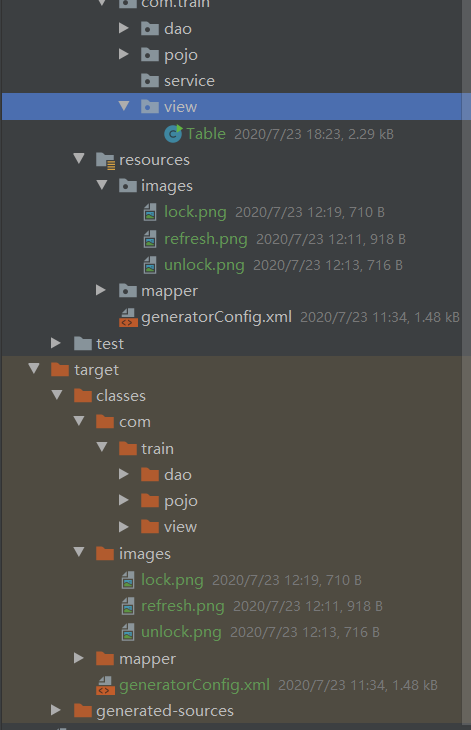 com.train
dao
pojo
service
view
Table 2020/7/23 18:23, 2.29 kB
resources
images
lock.png 2020/7/23 12:19, 710 B
refresh.png 2020/7/23 12:11, 918 B
unlock.png 2020/7/23 12:13, 716 B
mapper
generatorConfig.xml 2020/7/23 11:34, 1.48 kB
test
target
classes
com
train
dao
pojo
view
images
lock.png 2020/7/23 12:19, 710 B
refresh.png 2020/7/23 12:11, 918 B
unlock.png 2020/7/23 12:13, 716 B
mapper
generatorConfig.xml 2020/7/23 11:34, 1.48 kB
generated-sources